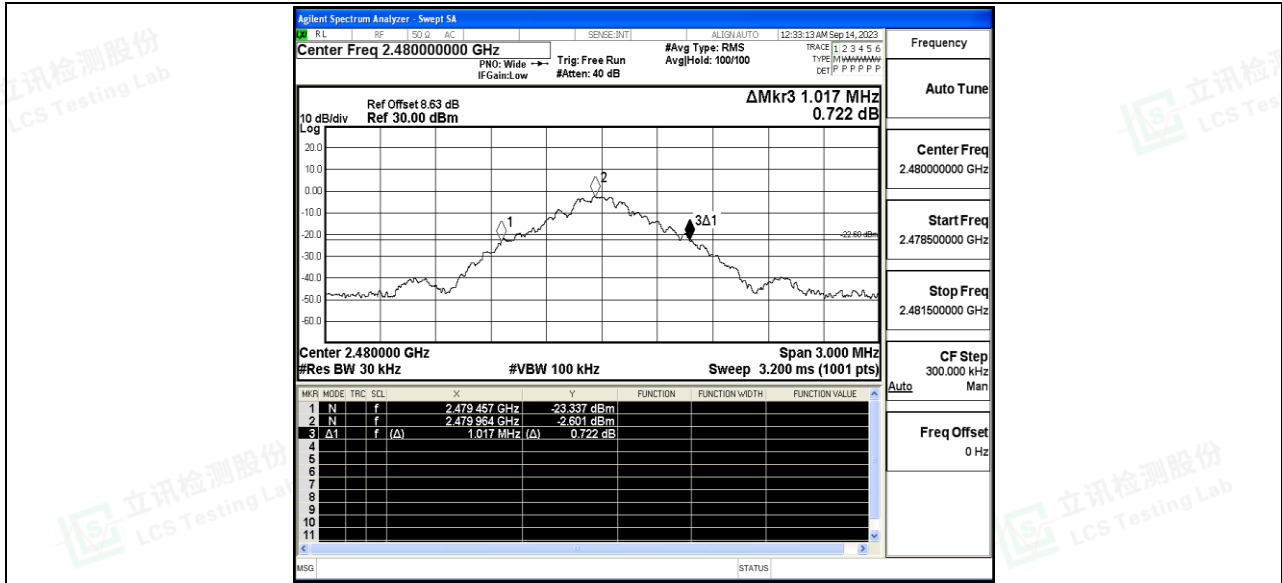 Agilent Spectrum Analyzer - Swept SA
RL RF 50 Ω AC SENSE:INT ALIGN AUTO 12:33:13 AM Sep 14, 2023
Center Freq 2.480000000 GHz
PNO: Wide
IFGain:Low
Trig: Free Run
#Atten: 40 dB
#Avg Type: RMS
Avg|Hold: 100/100
TRACE 1 2 3 4 5 6
TYPE M
DET P P P P P P
Frequency
Auto Tune
Center Freq
2.480000000 GHz
Start Freq
2.478500000 GHz
Stop Freq
2.481500000 GHz
CF Step
300.000 kHz
Auto Man
Freq Offset
0 Hz
ΔMkr3 1.017 MHz
0.722 dB
Ref Offset 8.63 dB
10 dB/div Ref 30.00 dBm
Log
20.0
10.0
0.00
-10.0
-20.0
-30.0
-40.0
-50.0
-60.0
1
2
3Δ1
-22.60 dBm
Center 2.480000 GHz Span 3.000 MHz
#Res BW 30 kHz #VBW 100 kHz Sweep 3.200 ms (1001 pts)
MKR MODE TRC SCL X Y FUNCTION FUNCTION WIDTH FUNCTION VALUE
1 N f 2.479 457 GHz -23.337 dBm
2 N f 2.479 964 GHz -2.601 dBm
3 Δ1 f (Δ) 1.017 MHz (Δ) 0.722 dB
4
5
6
7
8
9
10
11
MSG STATUS
立讯检测股份
LCS Testing Lab
立讯检测
LCS Tes
立讯检测股份
LCS Testing Lab
立讯检测股份
LCS Testing Lab